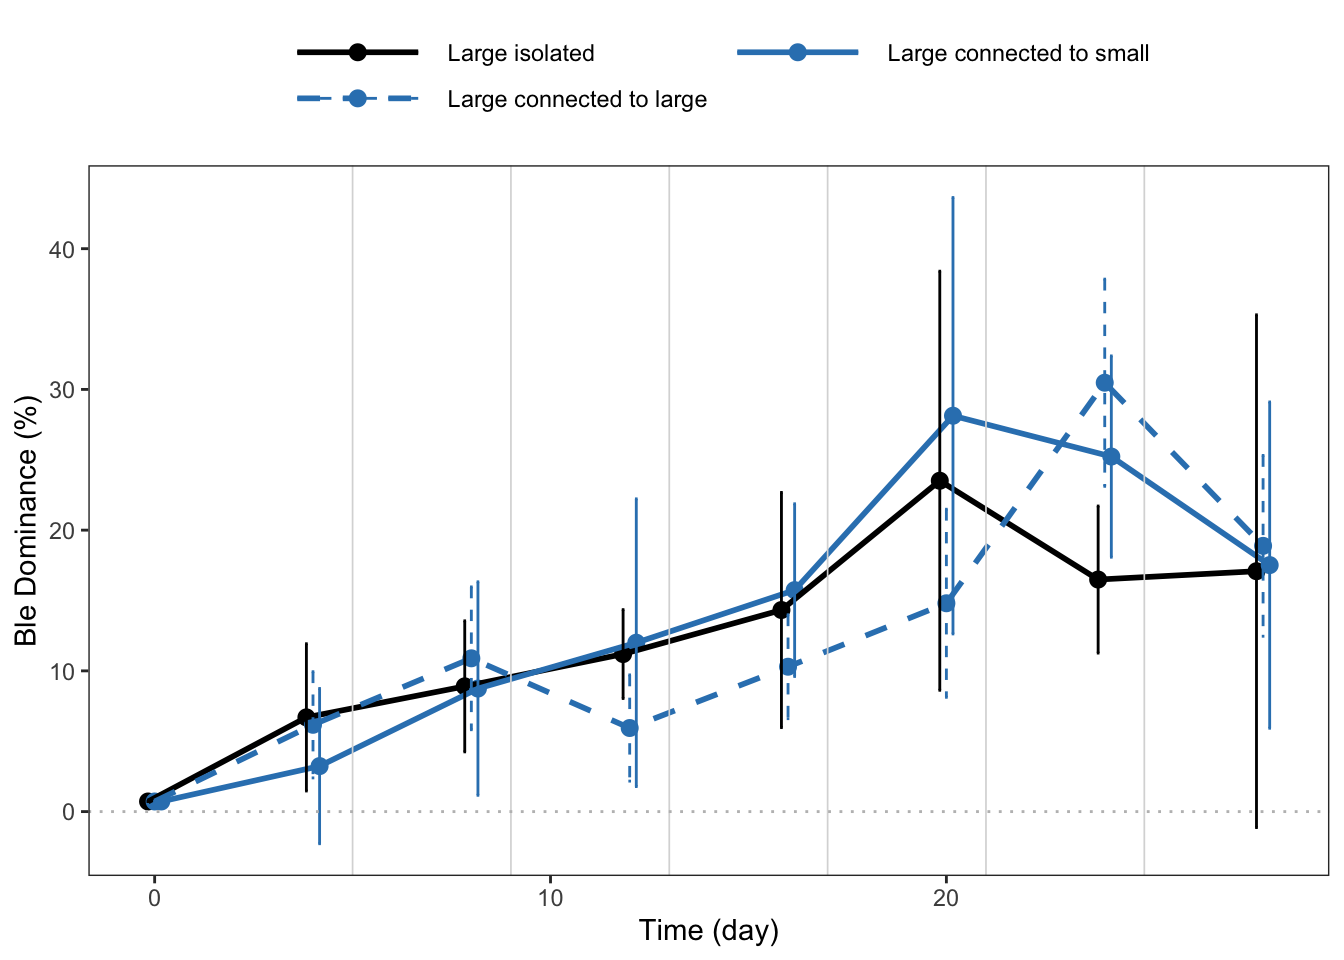 Large isolated
Large connected to small
Large connected to large
40
30
20
10
0
Ble Dominance (%)
0
10
20
Time (day)